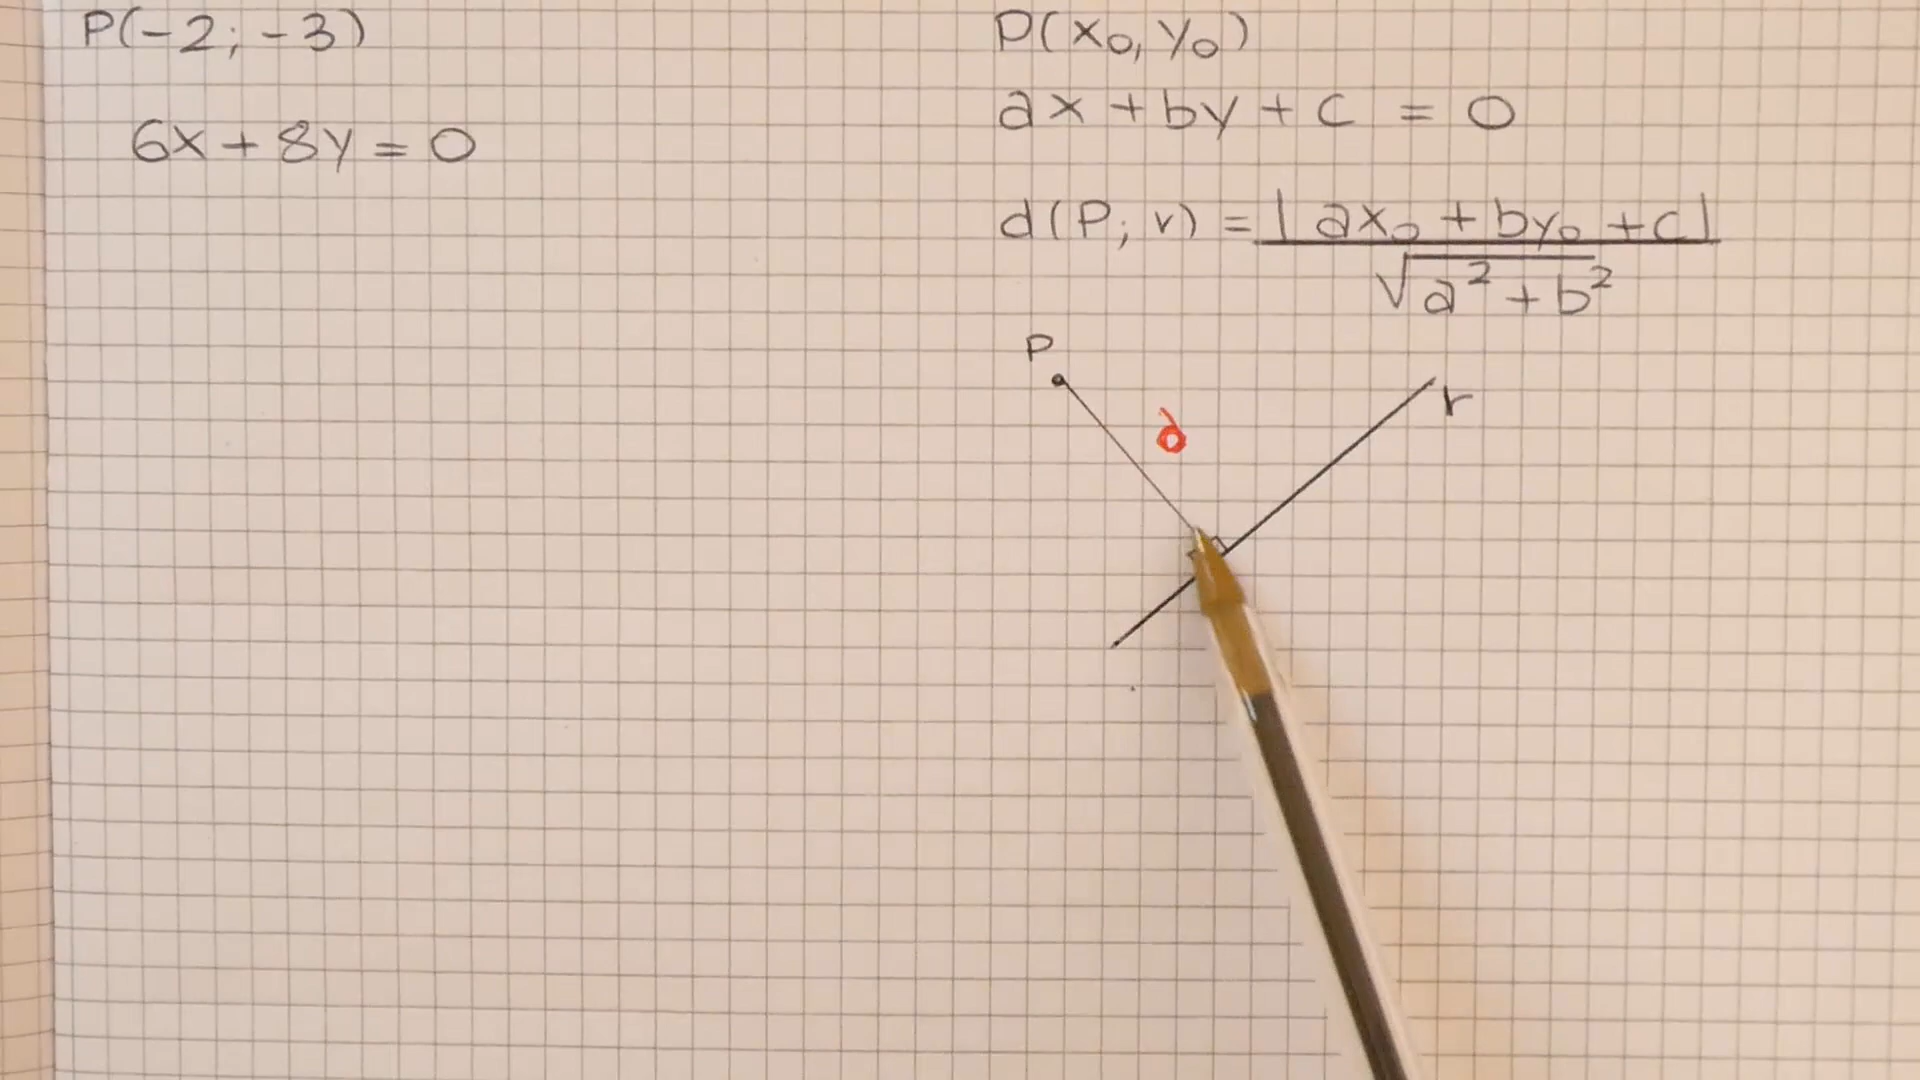 P(-2; -3)
6x + 8y = 0
P(x₀, y₀)
ax + by + c = 0
d(P; r) = |ax₀ + by₀ + c|
√a² + b²
P
d
r